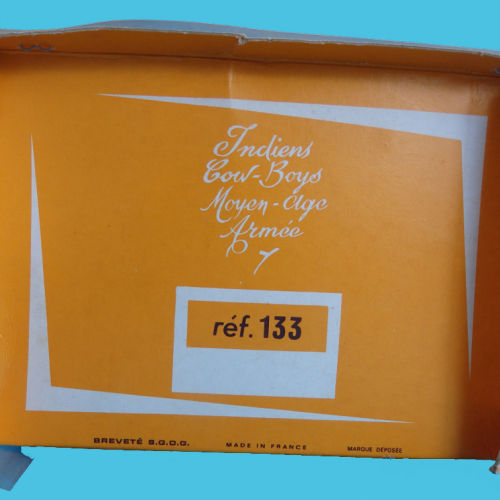 Indiens
Cow-Boys
Moyen-Age
Armée
réf. 133
BREVETÉ S.G.D.G. MADE IN FRANCE MARQUE DÉPOSÉE